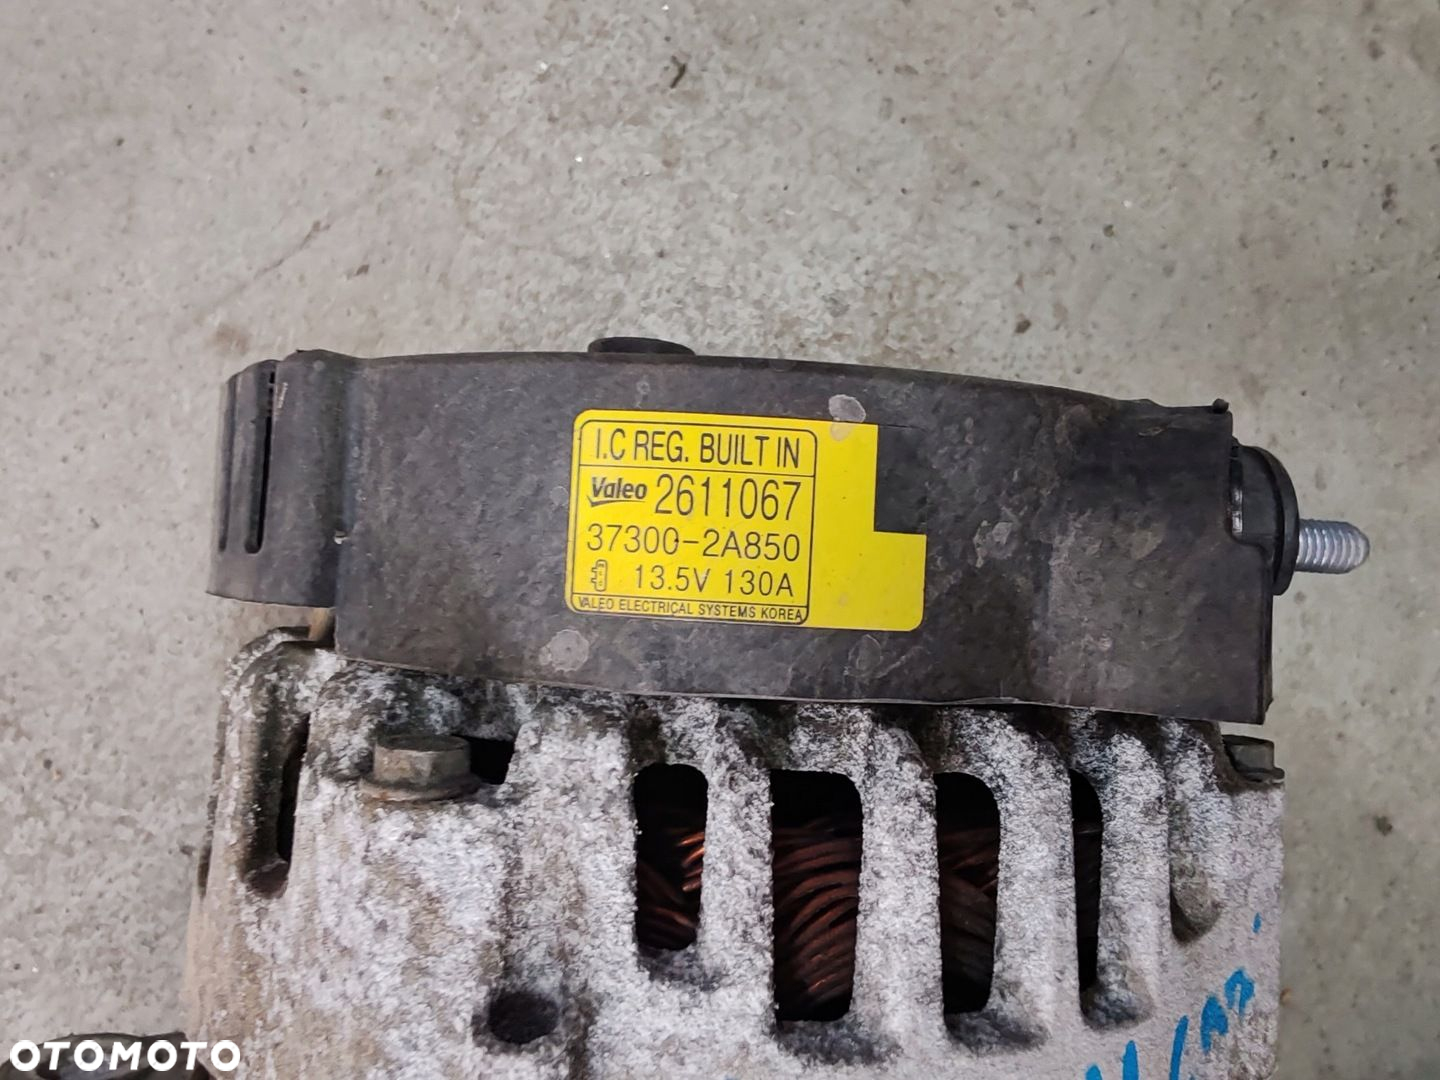 I.C REG. BUILT IN
Valeo 2611067
37300-2A850
13.5V 130A
VALEO ELECTRICAL SYSTEMS KOREA
OTOMOTO